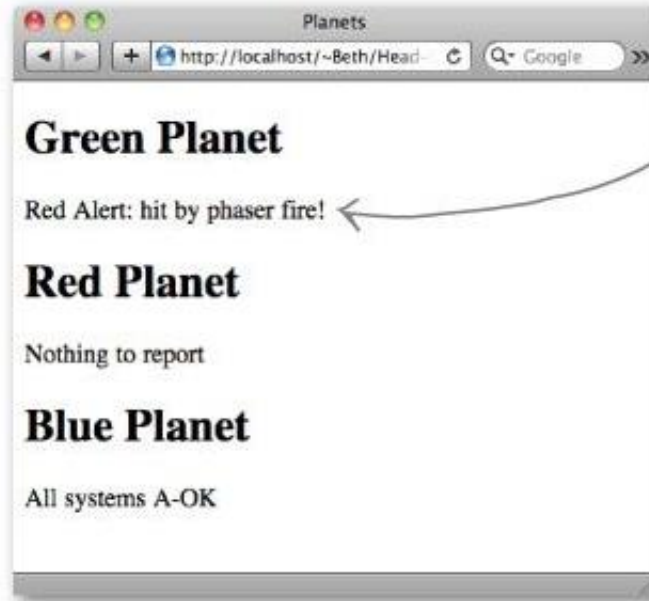 Planets
http://localhost/~Beth/Head-
Google
Green Planet
Red Alert: hit by phaser fire!
Red Planet
Nothing to report
Blue Planet
All systems A-OK